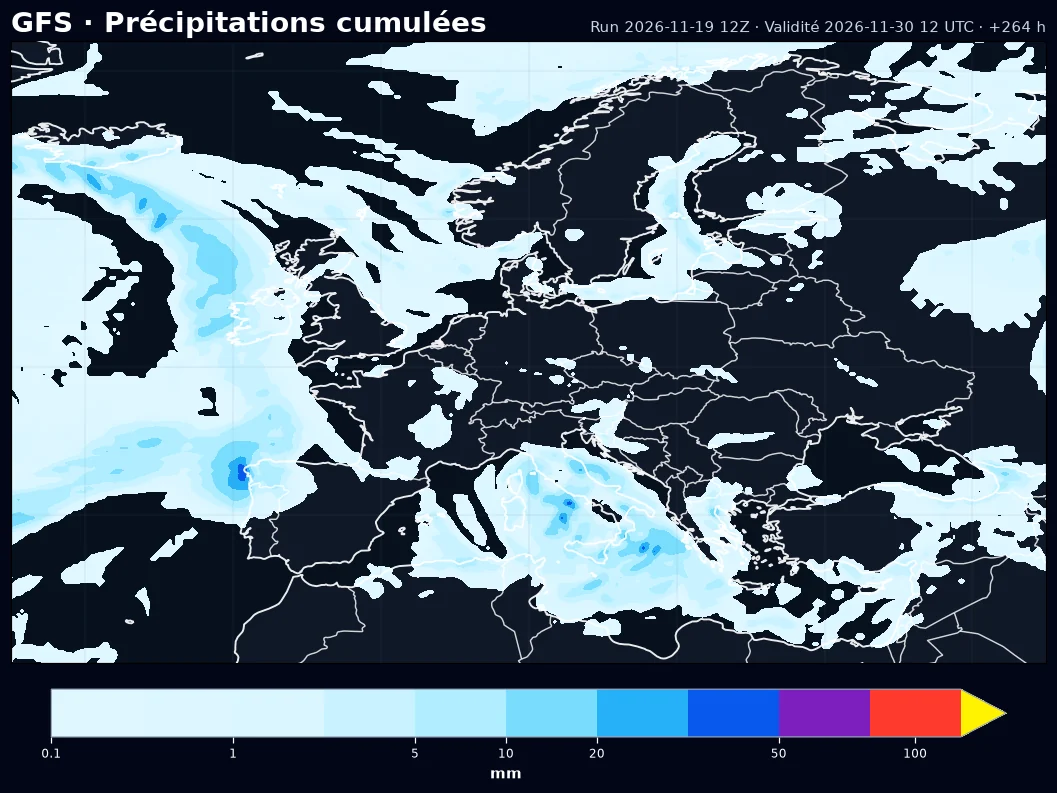 GFS · Précipitations cumulées
Run 2026-11-19 12Z · Validité 2026-11-30 12 UTC · +264 h
0.1 1 5 10 20 50 100
mm